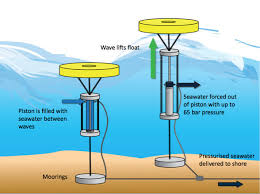 Wave lifts float
Piston is filled with
seawater between
waves
Seawater forced out
of piston with up to
65 bar pressure
Pressurised seawater
delivered to shore
Moorings